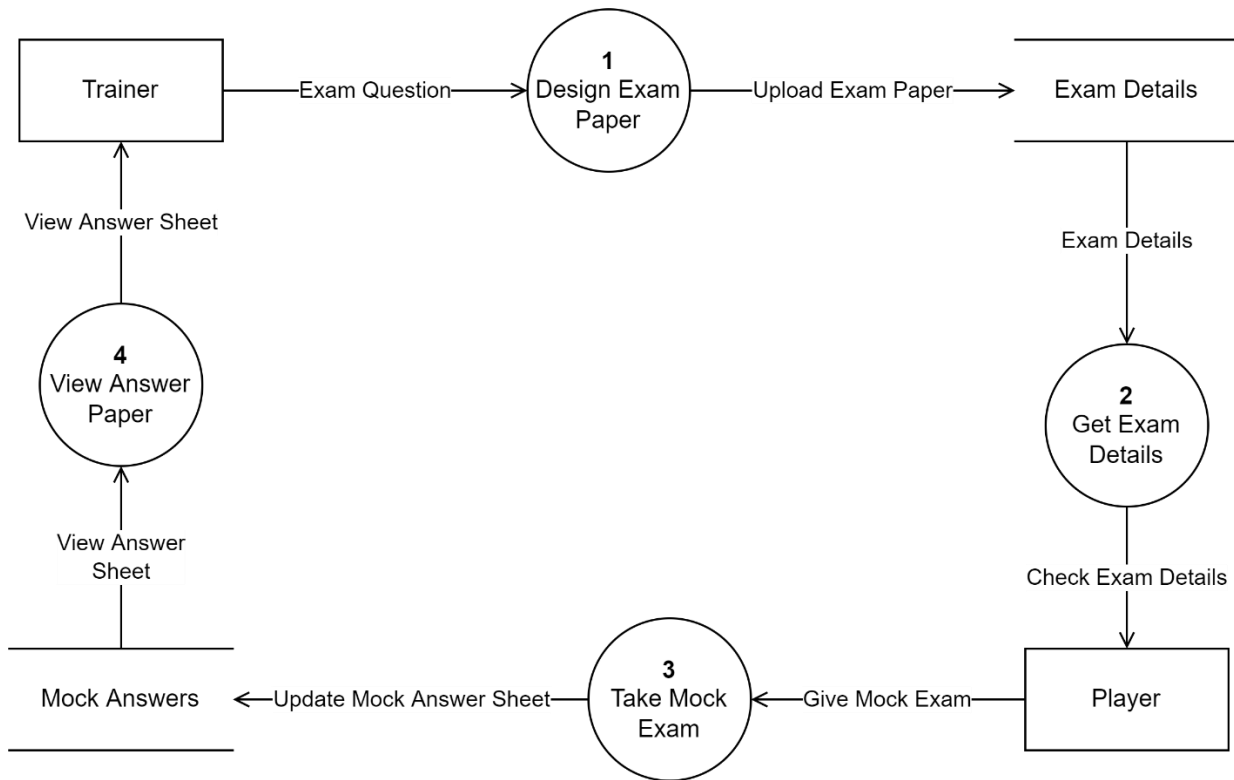 Trainer
Exam Question
1
Design Exam
Paper
Upload Exam Paper
Exam Details
View Answer Sheet
Exam Details
4
View Answer
Paper
2
Get Exam
Details
View Answer
Sheet
Check Exam Details
Mock Answers
Update Mock Answer Sheet
3
Take Mock
Exam
Give Mock Exam
Player